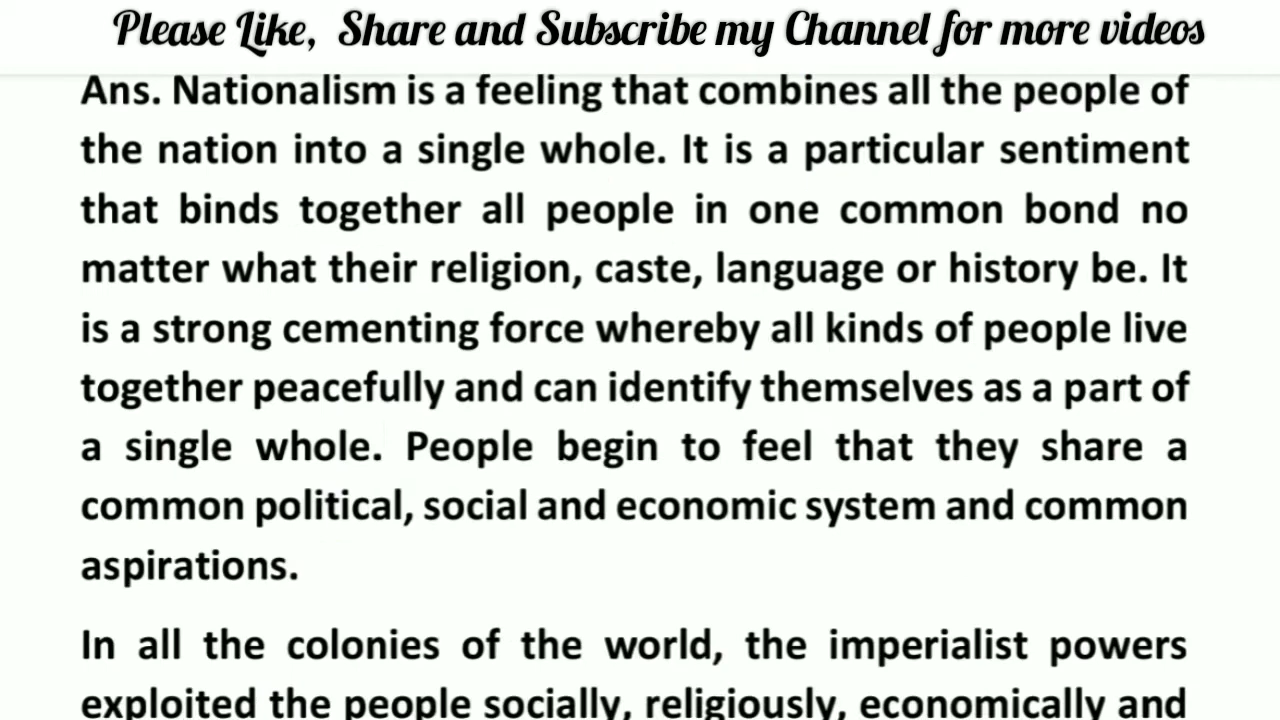 Please Like, Share and Subscribe my Channel for more videos
Ans. Nationalism is a feeling that combines all the people of
the nation into a single whole. It is a particular sentiment
that binds together all people in one common bond no
matter what their religion, caste, language or history be. It
is a strong cementing force whereby all kinds of people live
together peacefully and can identify themselves as a part of
a single whole. People begin to feel that they share a
common political, social and economic system and common
aspirations.
In all the colonies of the world, the imperialist powers
exploited the people socially, religiously, economically and